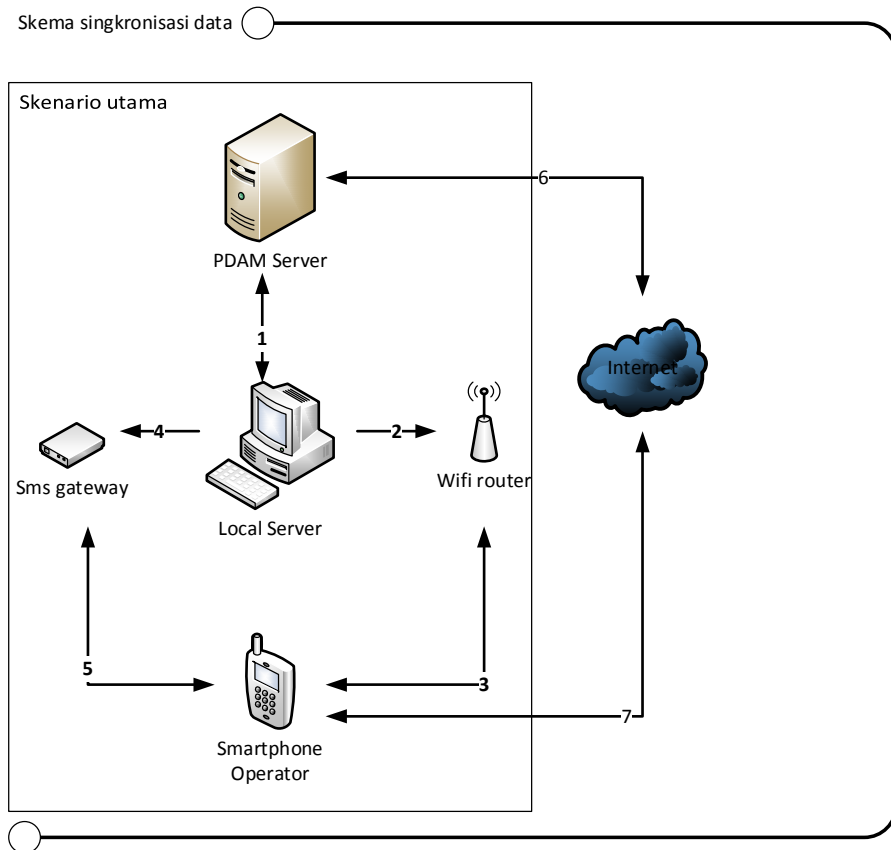 Skema singkronisasi data
Skenario utama
PDAM Server
6
1
Internet
4
2
Sms gateway
Wifi router
Local Server
5
3
7
Smartphone
Operator